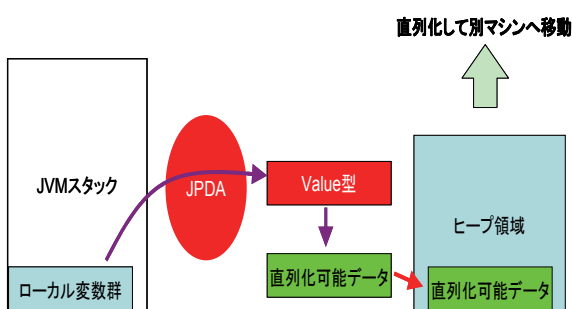 直列化して別マシンへ移動
JVMスタック
JPDA
Value型
ヒープ領域
ローカル変数群
直列化可能データ
直列化可能データ